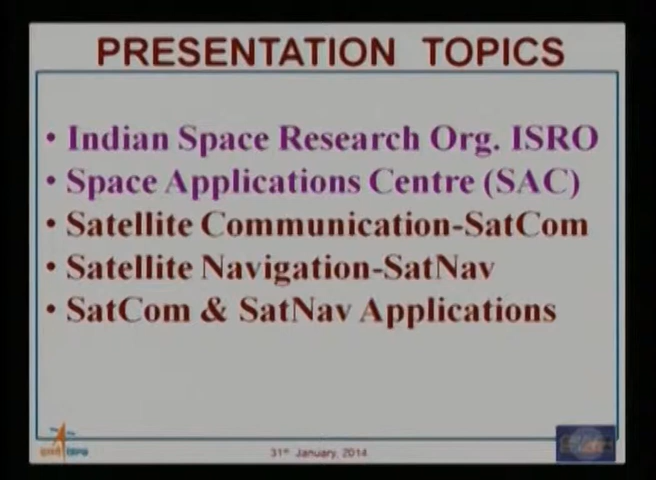 PRESENTATION TOPICS
• Indian Space Research Org. ISRO
• Space Applications Centre (SAC)
• Satellite Communication-SatCom
• Satellite Navigation-SatNav
• SatCom & SatNav Applications
31st January, 2014